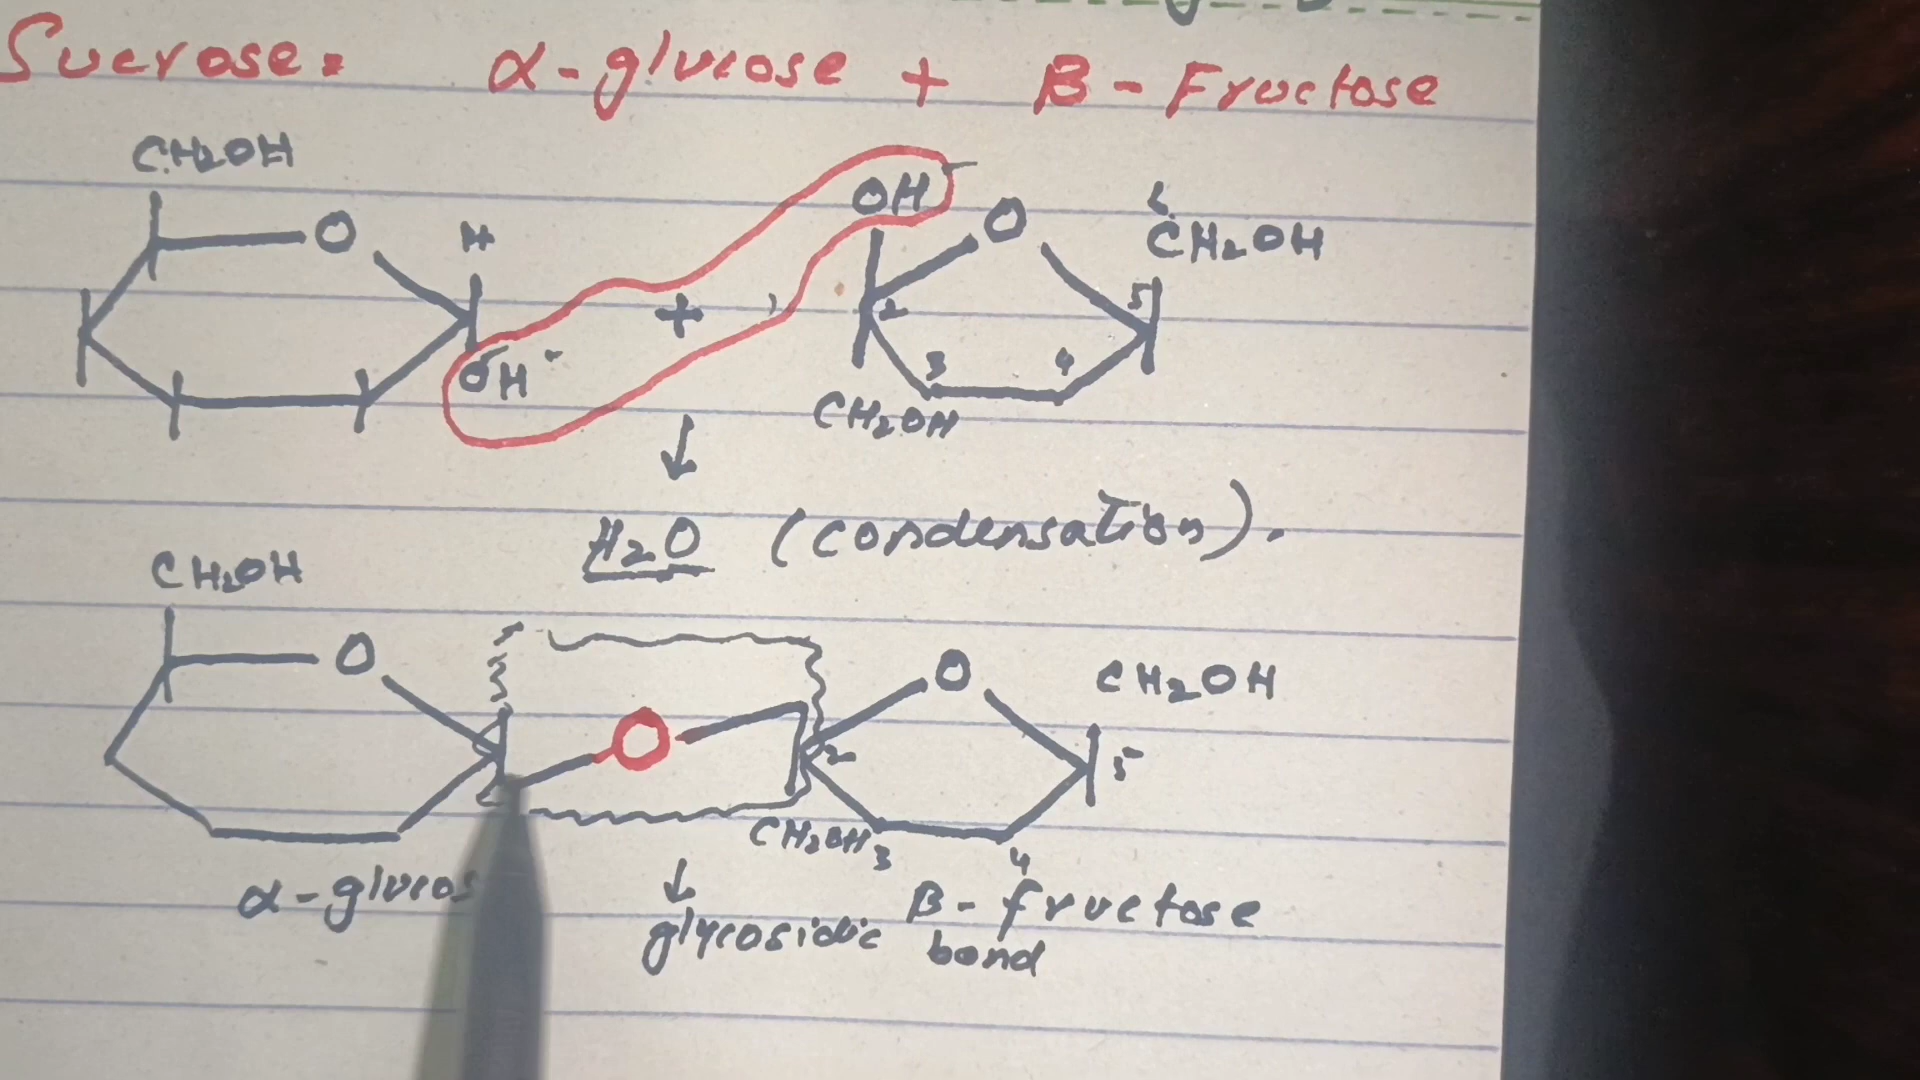 Sucrose= α-glucose + β-Fructose
CH2OH
OH
O
6
CH2OH
O
H
+
2
5
OH
3
4
CH2OH
↓
H2O (condensation).
CH2OH
O
O
CH2OH
O
2
5
CH2OH
3
4
α-glucos
↓
β-fructose
glycosidic bond